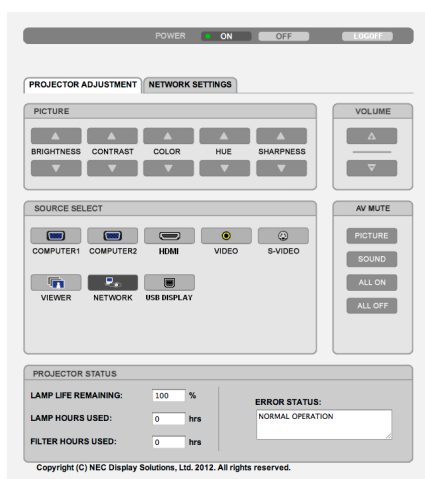 POWER ON OFF LOGOFF
PROJECTOR ADJUSTMENT NETWORK SETTINGS
PICTURE VOLUME
BRIGHTNESS CONTRAST COLOR HUE SHARPNESS
SOURCE SELECT AV MUTE
PICTURE
COMPUTER1 COMPUTER2 HDMI VIDEO S-VIDEO
SOUND
ALL ON
VIEWER NETWORK USB DISPLAY
ALL OFF
PROJECTOR STATUS
LAMP LIFE REMAINING: 100 %
ERROR STATUS:
LAMP HOURS USED: 0 hrs
NORMAL OPERATION
FILTER HOURS USED: 0 hrs
Copyright (C) NEC Display Solutions, Ltd. 2012. All rights reserved.